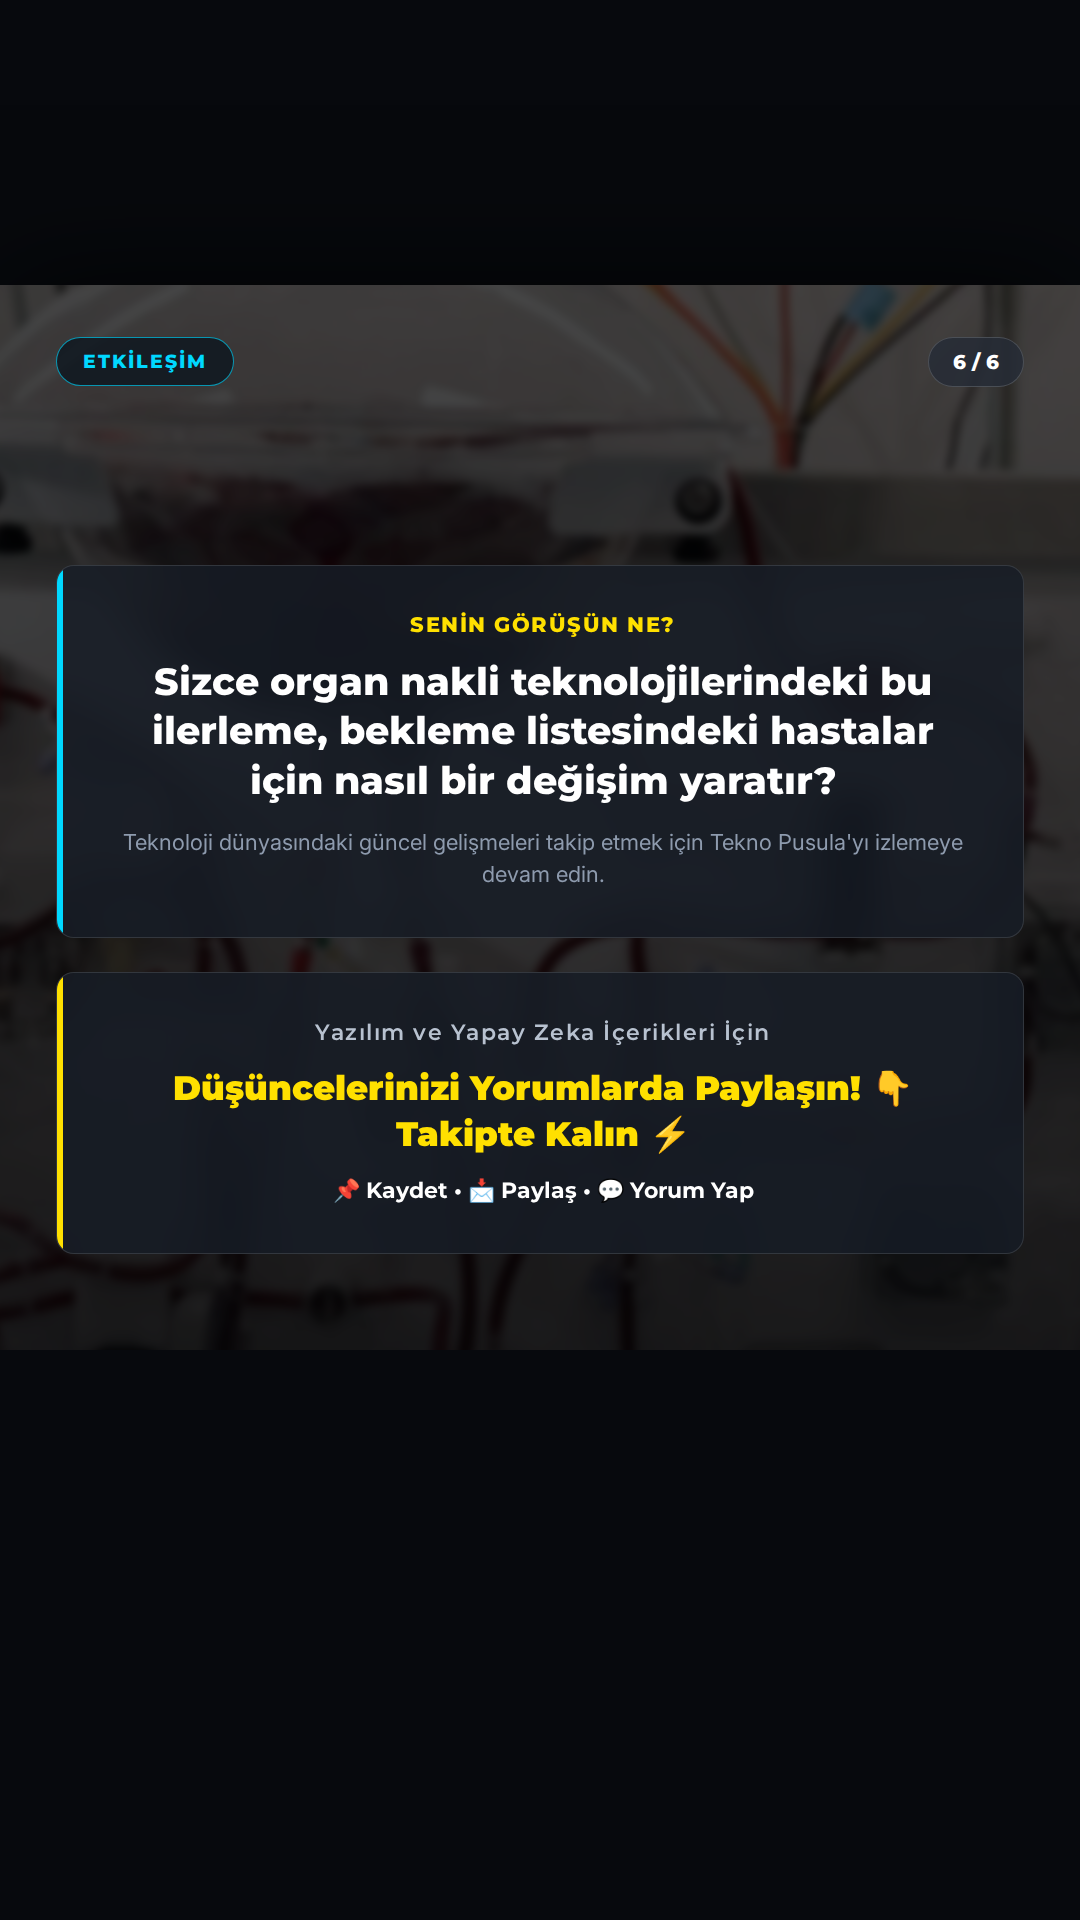 ETKİLEŞİM
6 / 6
SENİN GÖRÜŞÜN NE?
Sizce organ nakli teknolojilerindeki bu
ilerleme, bekleme listesindeki hastalar
için nasıl bir değişim yaratır?
Teknoloji dünyasındaki güncel gelişmeleri takip etmek için Tekno Pusula'yı izlemeye
devam edin.
Yazılım ve Yapay Zeka İçerikleri İçin
Düşüncelerinizi Yorumlarda Paylaşın! 👇
Takipte Kalın ⚡
📌 Kaydet • 📩 Paylaş • 💬 Yorum Yap